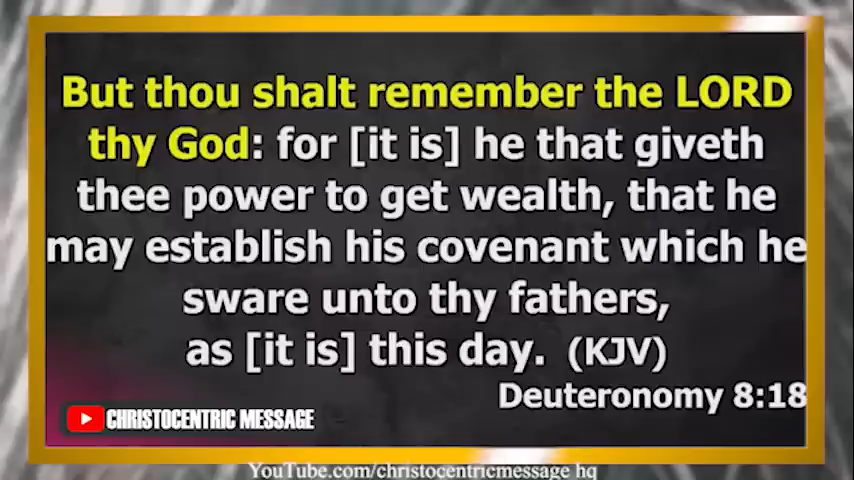 But thou shalt remember the LORD
thy God: for [it is] he that giveth
thee power to get wealth, that he
may establish his covenant which he
sware unto thy fathers,
as [it is] this day. (KJV)
Deuteronomy 8:18
CHRISTOCENTRIC MESSAGE
YouTube.com/christocentricmessage hq